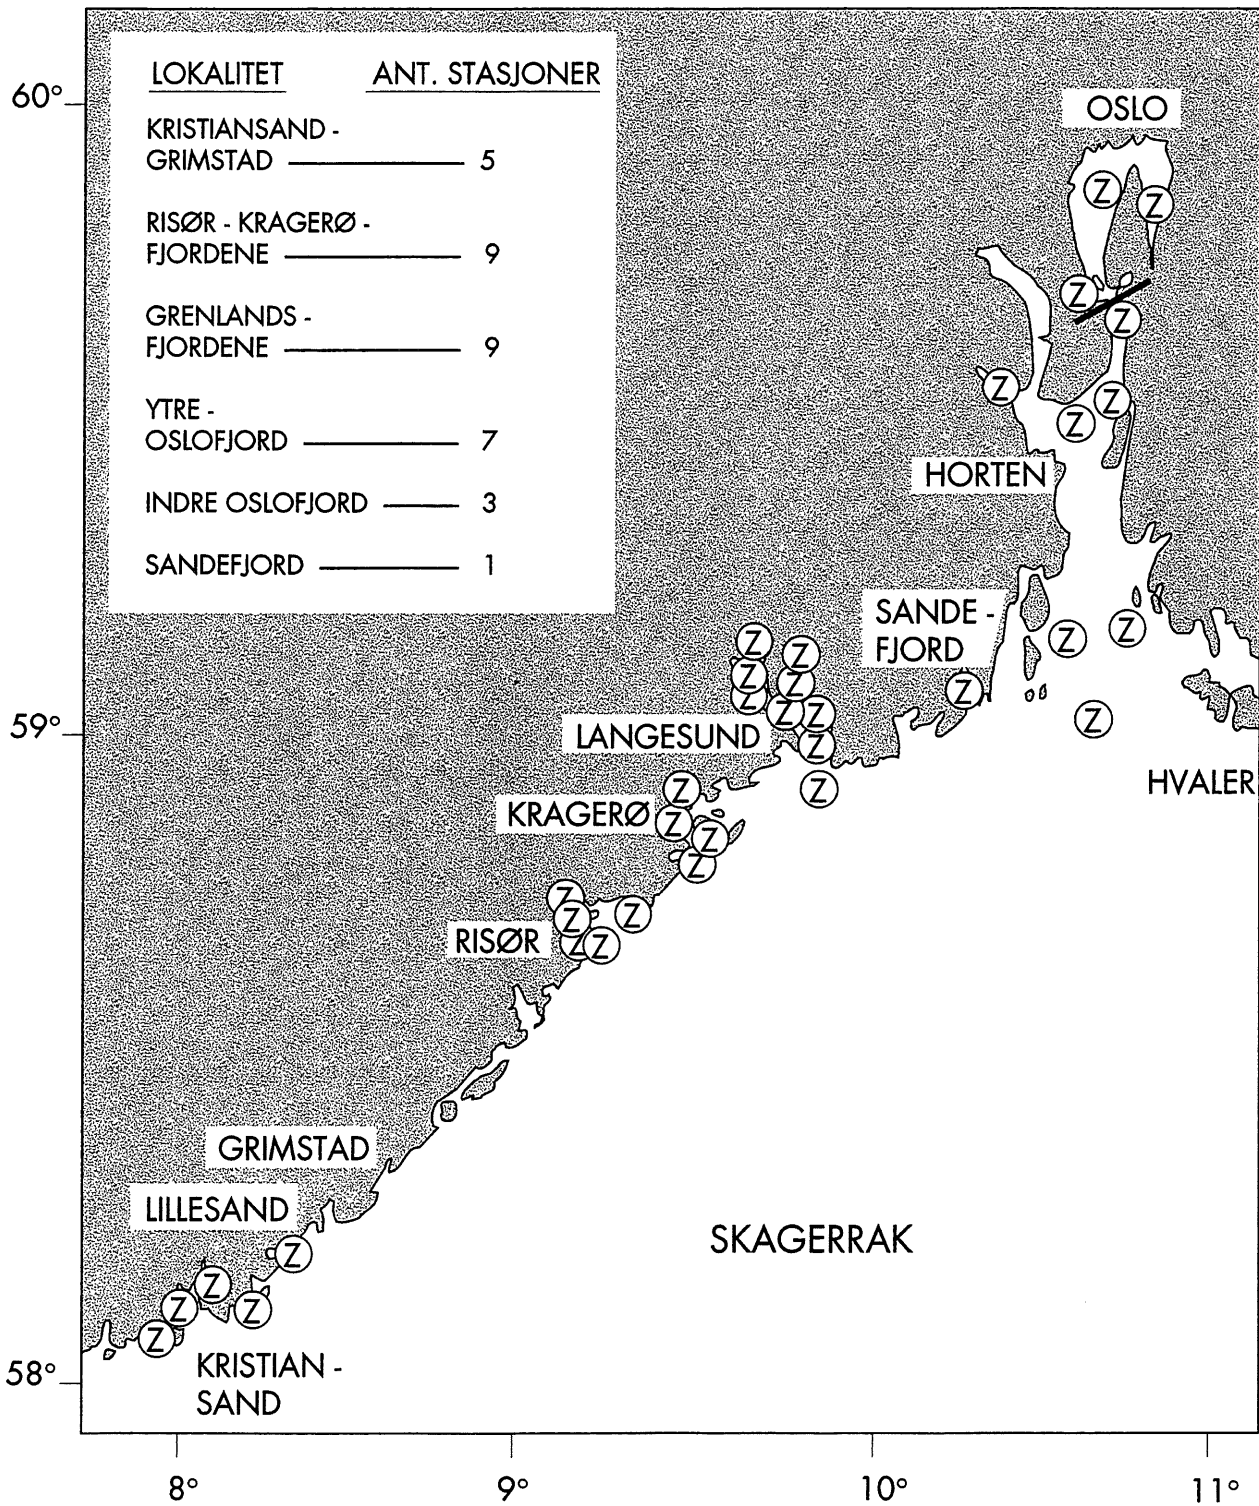 LOKALITET ANT. STASJONER
KRISTIANSAND -
GRIMSTAD 5
RISØR - KRAGERØ -
FJORDENE 9
GRENLANDS -
FJORDENE 9
YTRE -
OSLOFJORD 7
INDRE OSLOFJORD 3
SANDEFJORD 1
60°
OSLO
Z
Z
Z
Z
Z
Z
Z
HORTEN
SANDE -
FJORD
Z
Z
Z
Z
Z
Z
Z
Z
Z
Z
Z
Z
59°
LANGESUND
Z
Z
HVALER
KRAGERØ
Z
Z
Z
Z
RISØR
Z
Z
Z
Z
Z
GRIMSTAD
LILLESAND
SKAGERRAK
Z
Z
Z
Z
Z
58°
KRISTIAN -
SAND
8° 9° 10° 11°